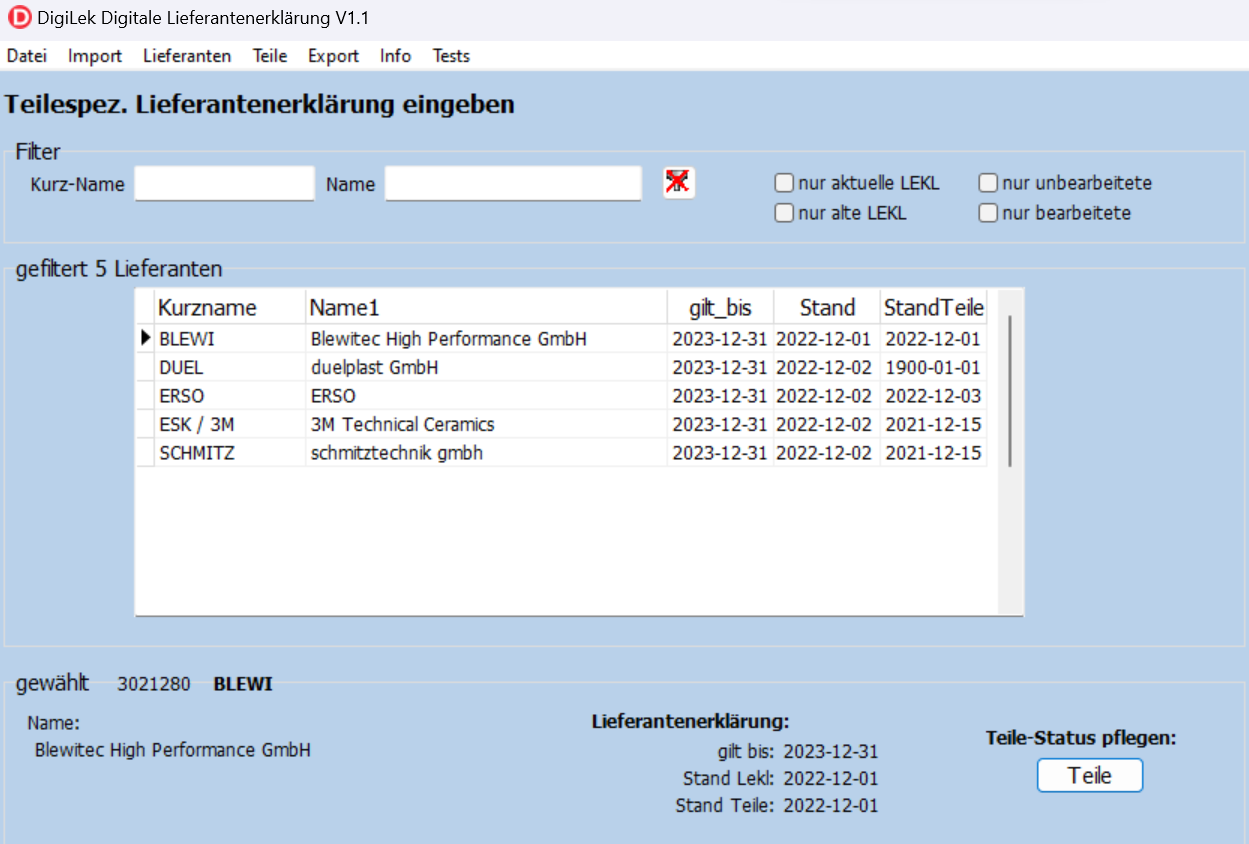 DigiLek Digitale Lieferantenerklärung V1.1
Datei Import Lieferanten Teile Export Info Tests
Teilespez. Lieferantenerklärung eingeben
Filter
Kurz-Name Name nur aktuelle LEKL nur unbearbeitete
nur alte LEKL nur bearbeitete
gefiltert 5 Lieferanten
Kurzname Name1 gilt_bis Stand StandTeile
BLEWI Blewitec High Performance GmbH 2023-12-31 2022-12-01 2022-12-01
DUEL duelplast GmbH 2023-12-31 2022-12-02 1900-01-01
ERSO ERSO 2023-12-31 2022-12-02 2022-12-03
ESK / 3M 3M Technical Ceramics 2023-12-31 2022-12-02 2021-12-15
SCHMITZ schmitztechnik gmbh 2023-12-31 2022-12-02 2021-12-15
gewählt 3021280 BLEWI
Name:
Blewitec High Performance GmbH
Lieferantenerklärung:
gilt bis: 2023-12-31
Stand Lekl: 2022-12-01
Stand Teile: 2022-12-01
Teile-Status pflegen:
Teile